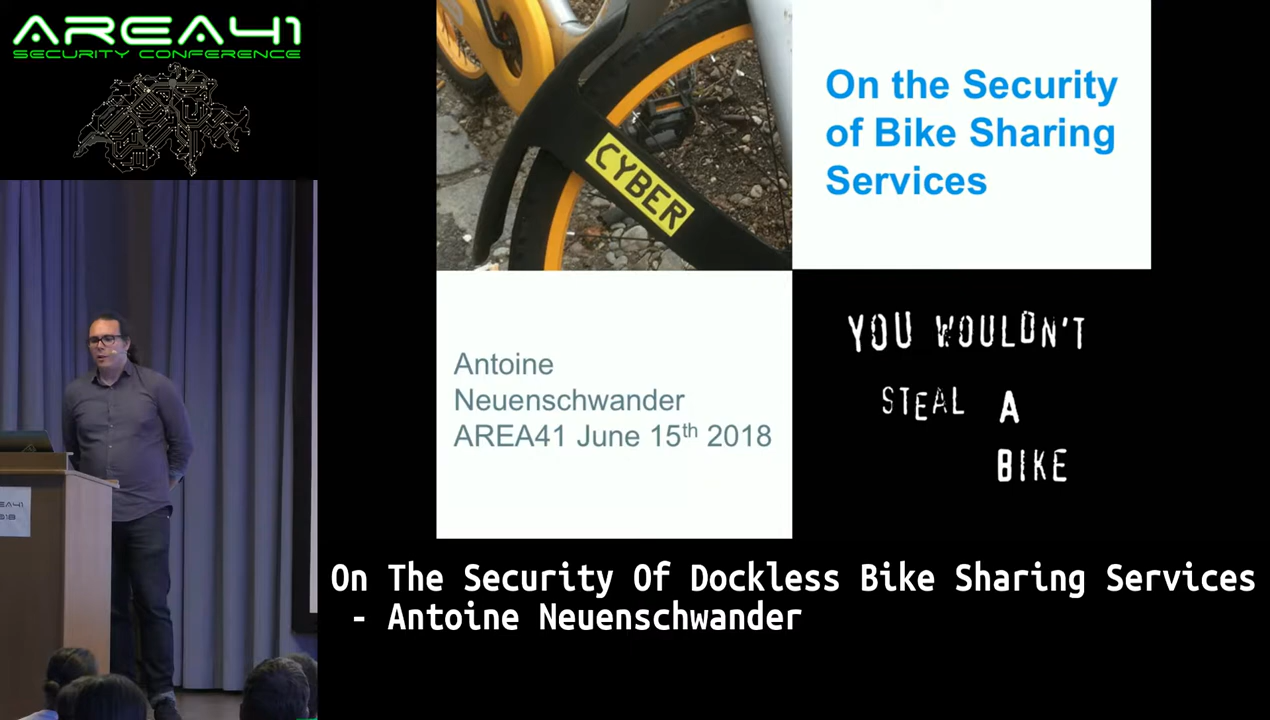 AREA41
SECURITY CONFERENCE
CYBER
On the Security
of Bike Sharing
Services
Antoine
Neuenschwander
AREA41 June 15th 2018
YOU WOULDN'T
STEAL A
BIKE
On The Security Of Dockless Bike Sharing Services
- Antoine Neuenschwander